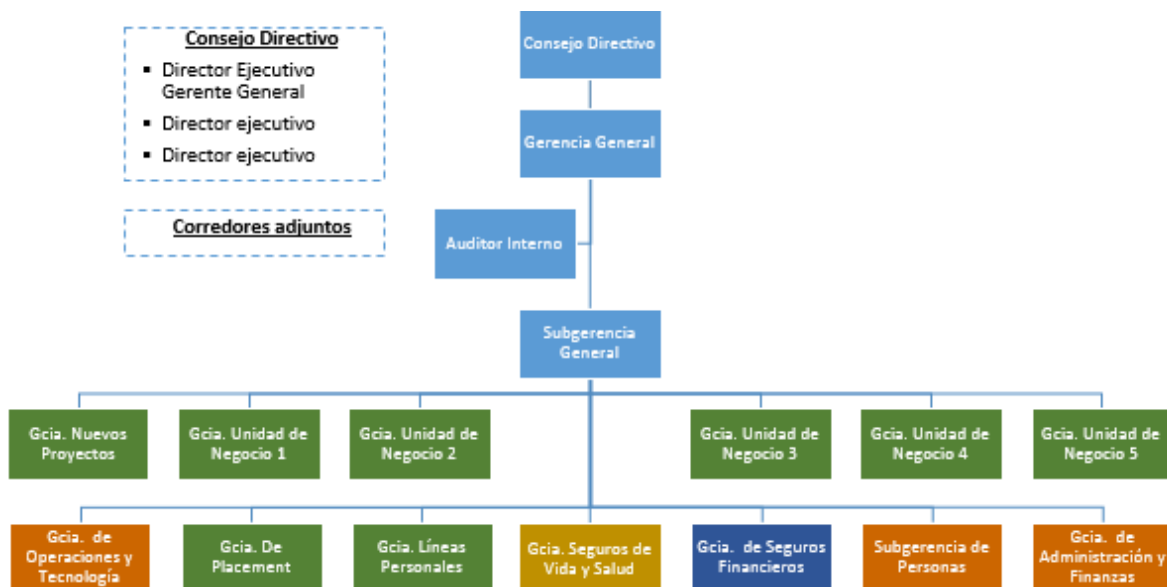 Consejo Directivo
▪ Director Ejecutivo
Gerente General
▪ Director ejecutivo
▪ Director ejecutivo
Corredores adjuntos
Consejo Directivo
Gerencia General
Auditor Interno
Subgerencia
General
Gcia. Nuevos
Proyectos
Gcia. Unidad de
Negocio 1
Gcia. Unidad de
Negocio 2
Gcia. Unidad de
Negocio 3
Gcia. Unidad de
Negocio 4
Gcia. Unidad de
Negocio 5
Gcia. de
Operaciones y
Tecnología
Gcia. De
Placement
Gcia. Líneas
Personales
Gcia. Seguros de
Vida y Salud
Gcia. de Seguros
Financieros
Subgerencia de
Personas
Gcia. de
Administración y
Finanzas